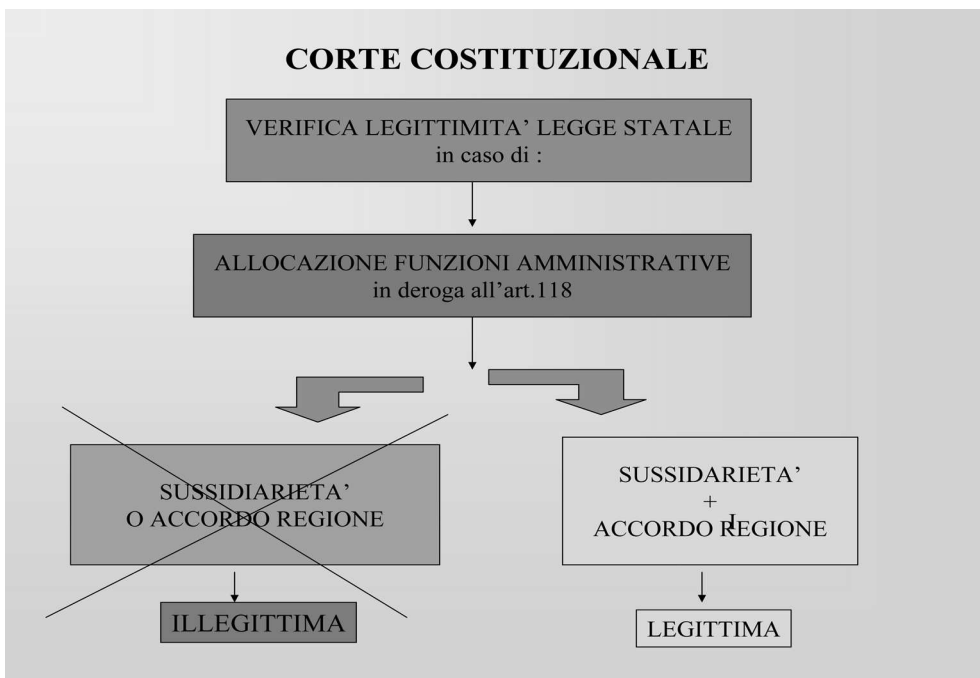 CORTE COSTITUZIONALE
VERIFICA LEGITTIMITA' LEGGE STATALE
in caso di :
ALLOCAZIONE FUNZIONI AMMINISTRATIVE
in deroga all'art.118
SUSSIDIARIETA'
O ACCORDO REGIONE
ILLEGITTIMA
SUSSIDARIETA'
+
ACCORDO REGIONE
LEGITTIMA